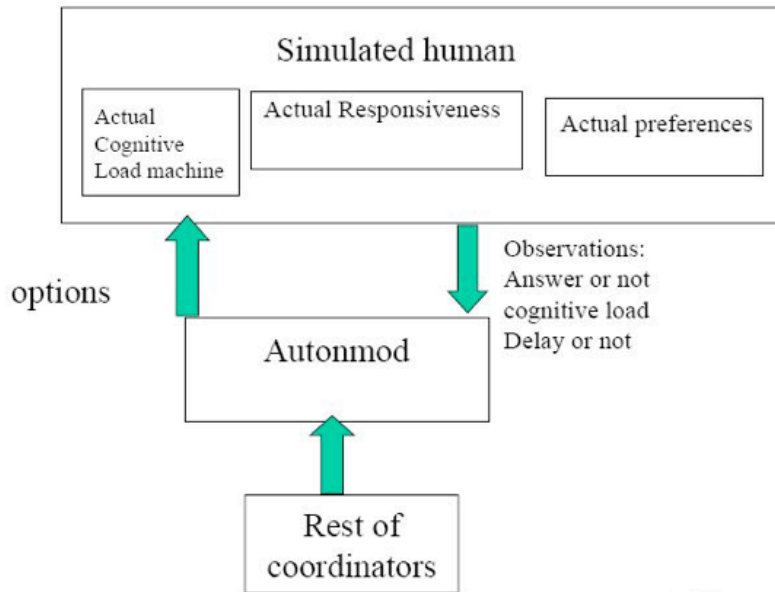 Simulated human
Actual
Cognitive
Load machine
Actual Responsiveness
Actual preferences
options
Observations:
Answer or not
cognitive load
Delay or not
Autonmod
Rest of
coordinators